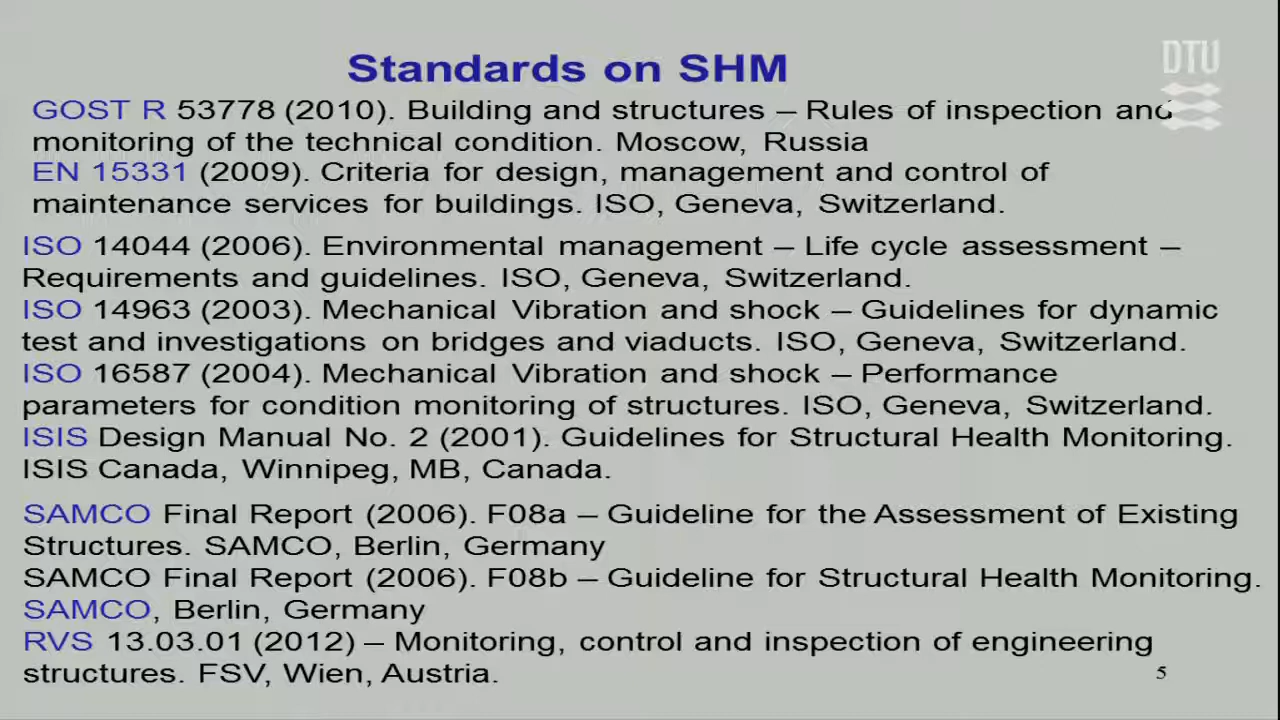 Standards on SHM
DTU
GOST R 53778 (2010). Building and structures – Rules of inspection and
monitoring of the technical condition. Moscow, Russia
EN 15331 (2009). Criteria for design, management and control of
maintenance services for buildings. ISO, Geneva, Switzerland.
ISO 14044 (2006). Environmental management – Life cycle assessment –
Requirements and guidelines. ISO, Geneva, Switzerland.
ISO 14963 (2003). Mechanical Vibration and shock – Guidelines for dynamic
test and investigations on bridges and viaducts. ISO, Geneva, Switzerland.
ISO 16587 (2004). Mechanical Vibration and shock – Performance
parameters for condition monitoring of structures. ISO, Geneva, Switzerland.
ISIS Design Manual No. 2 (2001). Guidelines for Structural Health Monitoring.
ISIS Canada, Winnipeg, MB, Canada.
SAMCO Final Report (2006). F08a – Guideline for the Assessment of Existing
Structures. SAMCO, Berlin, Germany
SAMCO Final Report (2006). F08b – Guideline for Structural Health Monitoring.
SAMCO, Berlin, Germany
RVS 13.03.01 (2012) – Monitoring, control and inspection of engineering
structures. FSV, Wien, Austria.
5